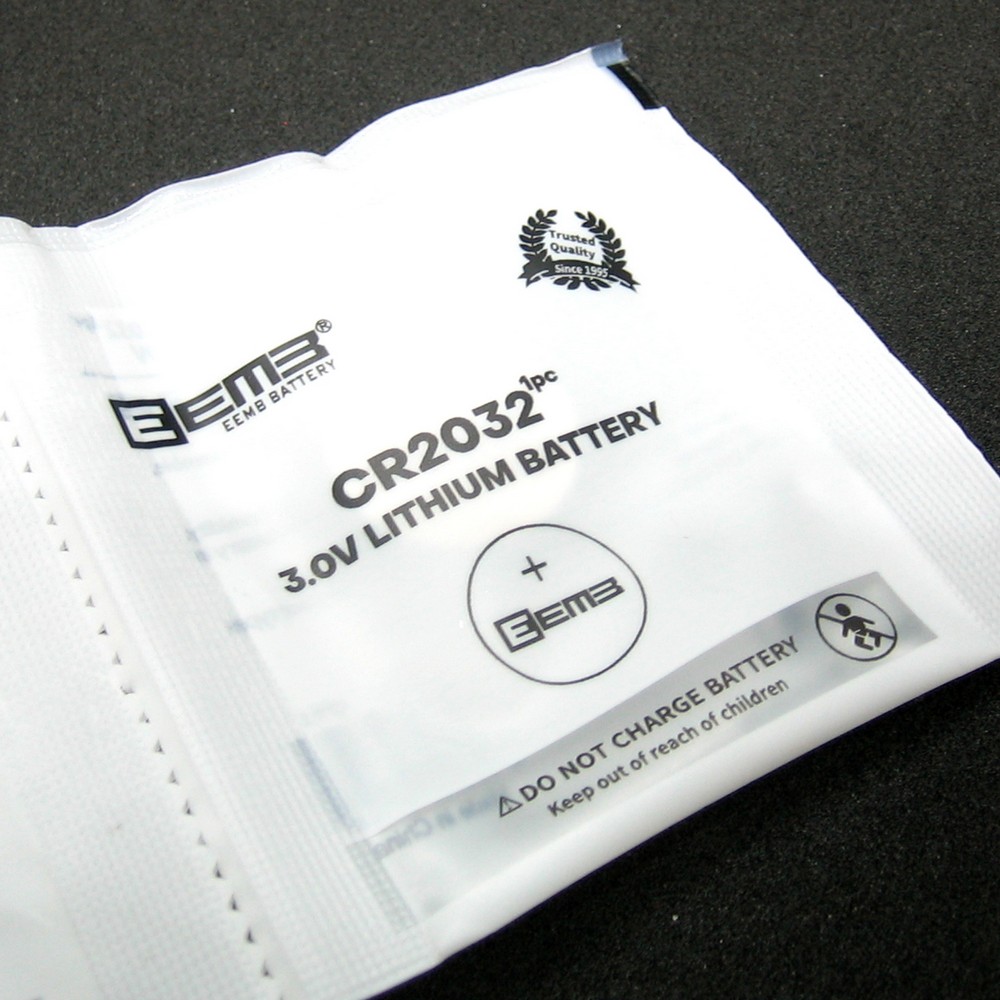 Trusted
Quality
Since 1995
EEMB®
EEMB BATTERY
CR2032 1pc
3.0V LITHIUM BATTERY
+
EEMB
⚠DO NOT CHARGE BATTERY
Keep out of reach of children